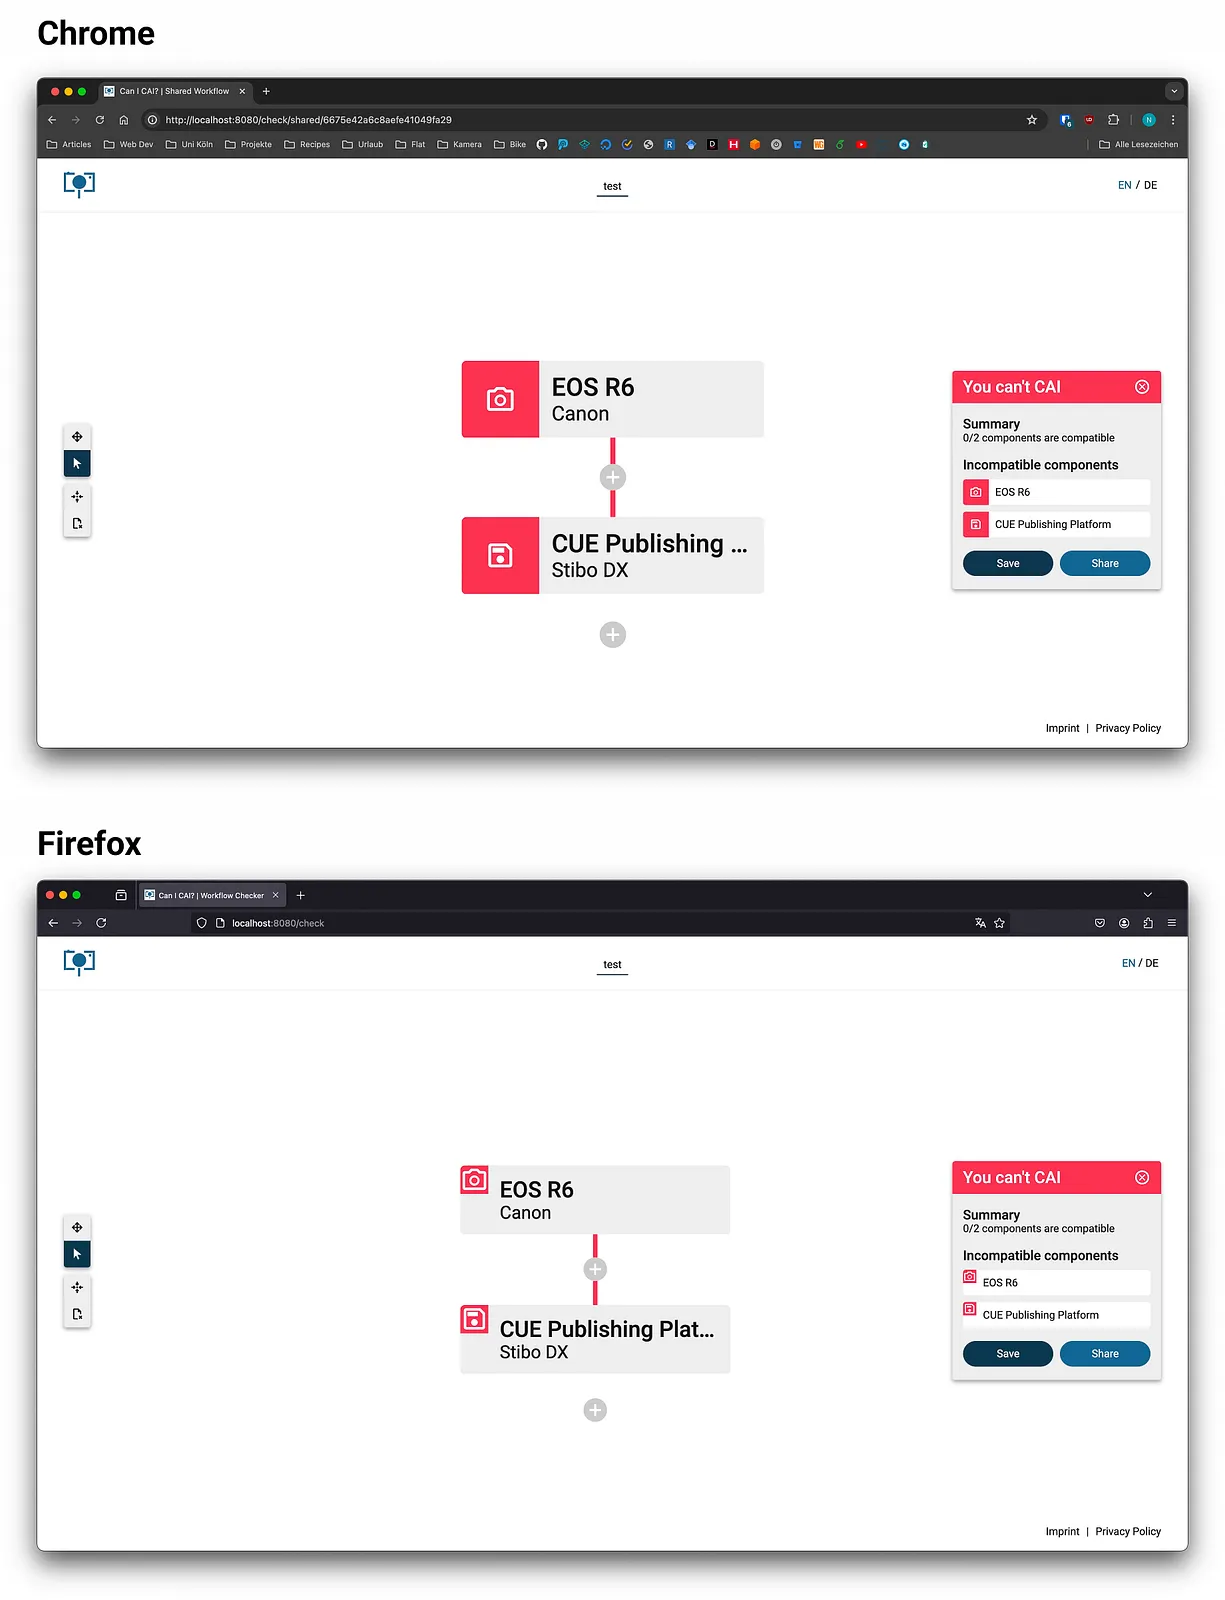 Chrome
Can I CAI? | Shared Workflow
http://localhost:8080/check/shared/6675e42a6c8aefe41049fa29
N
Articles Web Dev Uni Köln Projekte Recipes Urlaub Flat Kamera Bike R D H WG Alle Lesezeichen
test
EN / DE
EOS R6
Canon
CUE Publishing ...
Stibo DX
You can't CAI
Summary
0/2 components are compatible
Incompatible components
EOS R6
CUE Publishing Platform
Save Share
Imprint | Privacy Policy
Firefox
Can I CAI? | Workflow Checker
localhost:8080/check
test
EN / DE
EOS R6
Canon
CUE Publishing Plat...
Stibo DX
You can't CAI
Summary
0/2 components are compatible
Incompatible components
EOS R6
CUE Publishing Platform
Save Share
Imprint | Privacy Policy